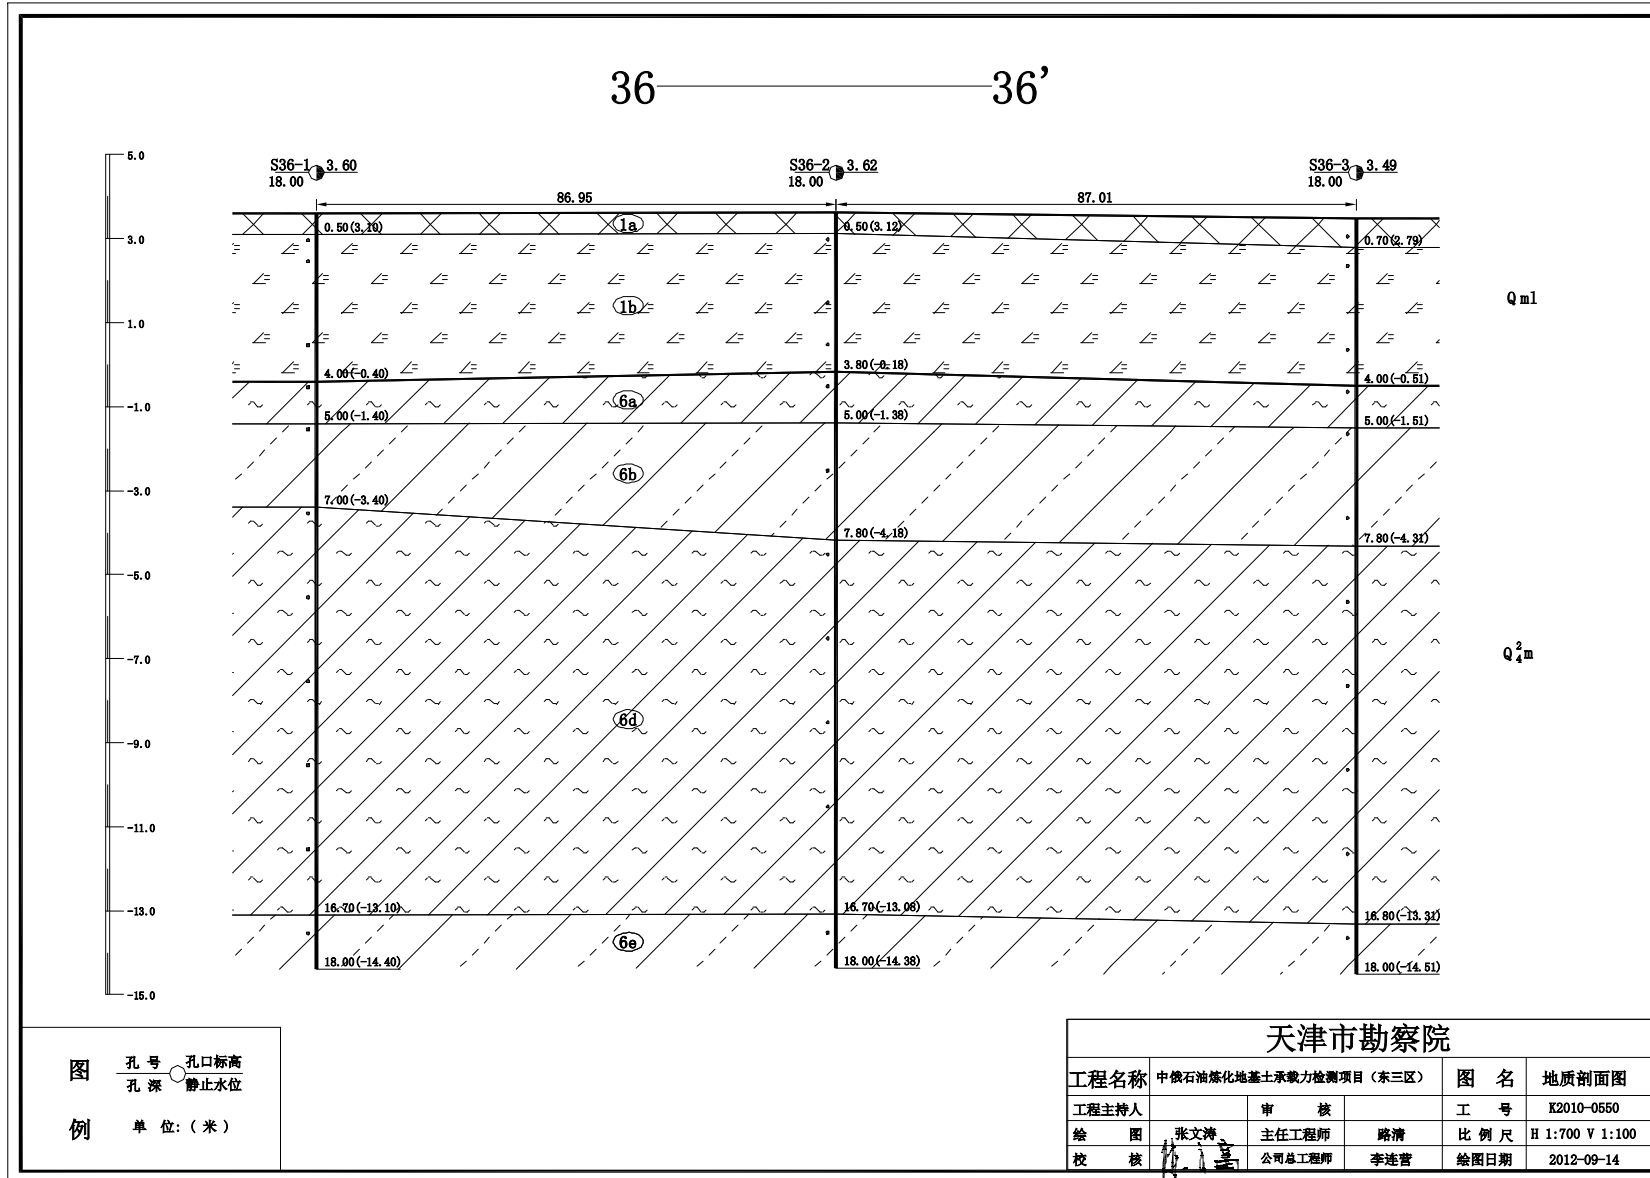 36 36’
5.0
S36-1 3.60 S36-2 3.62 S36-3 3.49
18.00 18.00 18.00
86.95 87.01
1a
0.50(3.10) 0.50(3.12)
3.0 0.70(2.79)
Qml
1b
1.0
3.80(-0.18)
4.00(-0.40) 4.00(-0.51)
6a
-1.0
5.00(-1.40) 5.00(-1.38) 5.00(-1.51)
6b
-3.0
7.00(-3.40)
7.80(-4.18) 7.80(-4.31)
-5.0
Q₄²m
-7.0
6d
-9.0
-11.0
-13.0 16.70(-13.10) 16.70(-13.08) 16.80(-13.31)
6e
18.00(-14.40) 18.00(-14.38) 18.00(-14.51)
-15.0
图例
孔号 孔口标高
孔深 静止水位
单位:(米)
天津市勘察院
工程名称 中俄石油炼化地基土承载力检测项目(东三区) 图名 地质剖面图
工程主持人 审核 工号 K2010-0550
绘图 张文涛 主任工程师 路清 比例尺 H 1:700 V 1:100
校核 公司总工程师 李连营 绘图日期 2012-09-14